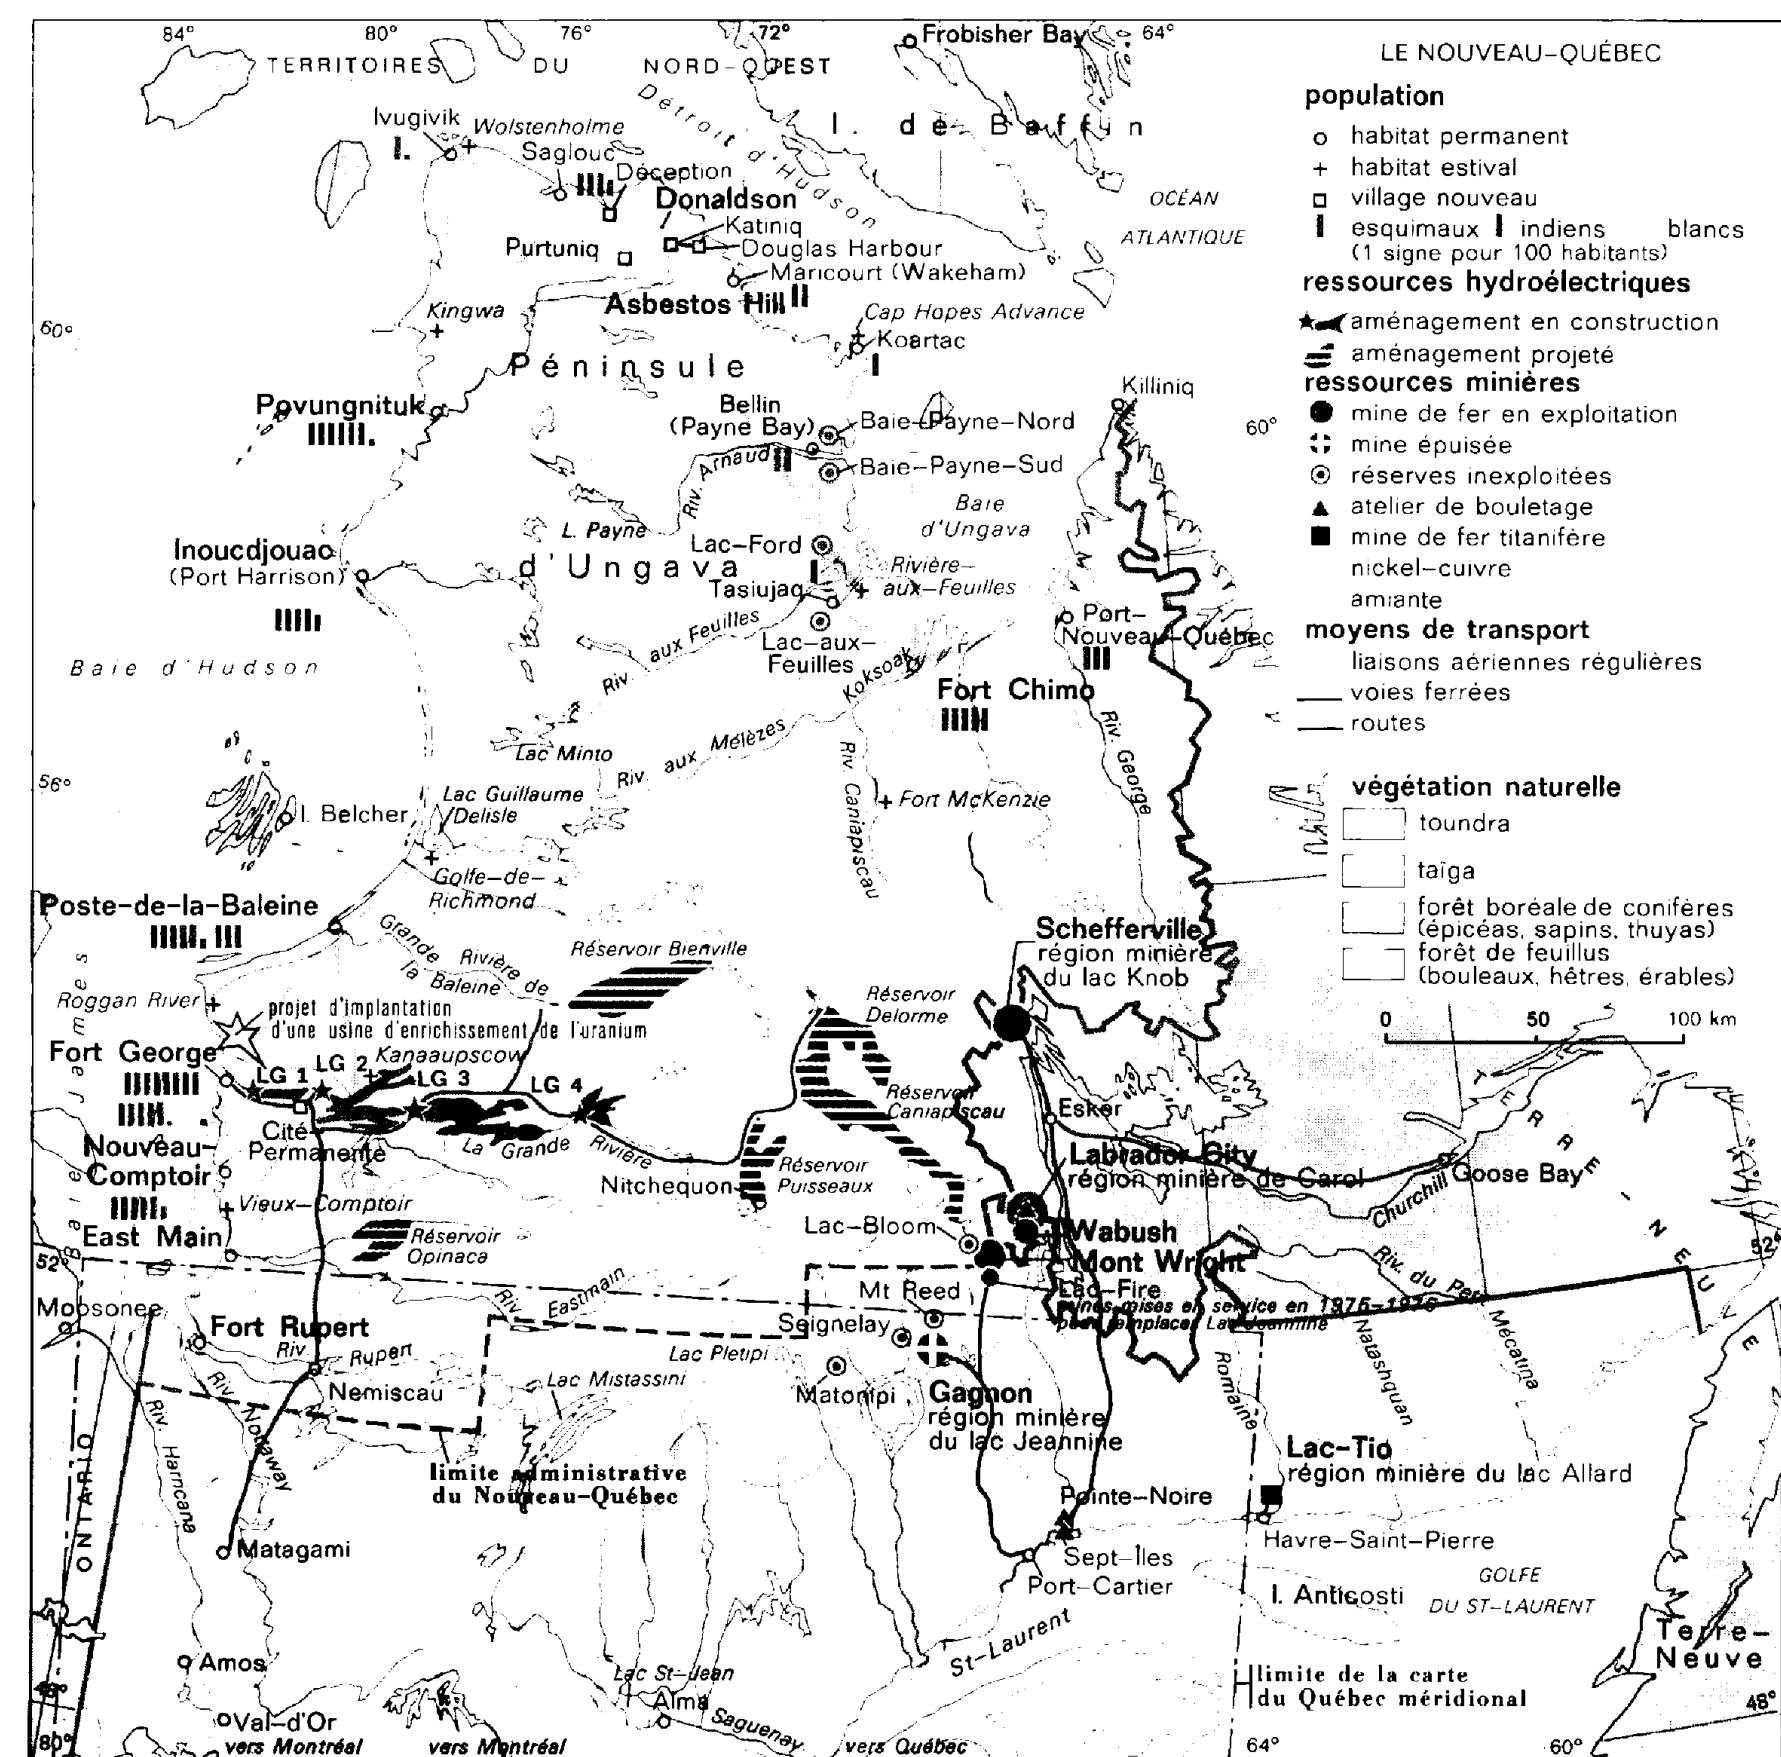 84°
80°
76°
72°
64°
Frobisher Bay
TERRITOIRES DU NORD-OUEST
LE NOUVEAU-QUÉBEC
population
habitat permanent
habitat estival
village nouveau
esquimaux indiens blancs
(1 signe pour 100 habitants)
ressources hydroélectriques
aménagement en construction
aménagement projeté
ressources minières
mine de fer en exploitation
mine épuisée
réserves inexploitées
atelier de bouletage
mine de fer titanifère
nickel-cuivre
amiante
moyens de transport
liaisons aériennes régulières
voies ferrées
routes
végétation naturelle
toundra
taïga
forêt boréale de conifères
(épicéas, sapins, thuyas)
forêt de feuillus
(bouleaux, hêtres, érables)
0 50 100 km
Détroit d'Hudson
I. de Baffin
Ivugivik
Wolstenholme
Saglouc
Déception
Donaldson
Katiniq
Purtuniq
Douglas Harbour
Maricourt (Wakeham)
Asbestos Hill
OCÉAN
ATLANTIQUE
Kingwa
Cap Hopes Advance
Koartac
60°
Péninsule
d'Ungava
Povungnituk
Bellin
(Payne Bay)
Baie-Payne-Nord
Baie-Payne-Sud
Riv. Arnaud
Killiniq
60°
L. Payne
Baie
d'Ungava
Inoucdjouac
(Port Harrison)
Lac-Ford
Tasiujaq
Rivière-
aux-Feuilles
Riv. aux Feuilles
Lac-aux-
Feuilles
Port-
Nouveau-Québec
Baie d'Hudson
Koksoak
Fort Chimo
Lac Minto
Riv. aux Mélèzes
Riv. Caniapiscau
Riv. George
56°
I. Belcher
Lac Guillaume
Delisle
Fort McKenzie
Golfe-de-
Richmond
Poste-de-la-Baleine
Grande Rivière de
la Baleine
Réservoir Bienville
Schefferville
région minière
du lac Knob
Roggan River
projet d'implantation
d'une usine d'enrichissement de l'uranium
Réservoir
Delorme
Fort George
LG 1
LG 2
Kanaaupscow
LG 3
LG 4
Réservoir
Caniapiscau
Baie James
Cité
Permanente
La Grande Rivière
Esker
Nouveau-
Comptoir
Nitchequon
Réservoir
Puisseaux
Labrador City
région minière de Carol
Goose Bay
Churchill
TERRE-NEUVE
Vieux-Comptoir
East Main
Réservoir
Opinaca
Lac-Bloom
Wabush
Mont Wright
52°
52°
Riv. Eastmain
Mt Reed
Lac-Fire
mines mises en service en 1975-1976
pour remplacer Lac Jeannine
Moosonee
Fort Rupert
Riv. Rupert
Nemiscau
Seignelay
Lac Pletipi
Lac Mistassini
Matonipi
Gagnon
région minière
du lac Jeannine
Romaine
Natashquan
Mécatina
Riv. Harricana
Riv. Nottaway
ONTARIO
limite administrative
du Nouveau-Québec
Lac-Tio
région minière du lac Allard
Matagami
Pointe-Noire
Havre-Saint-Pierre
Sept-Îles
Port-Cartier
I. Anticosti
GOLFE
DU ST-LAURENT
St-Laurent
Terre-
Neuve
Amos
Lac St-Jean
Alma
Saguenay
limite de la carte
du Québec méridional
48°
Val-d'Or
80°
vers Montréal
vers Montréal
vers Québec
64°
60°